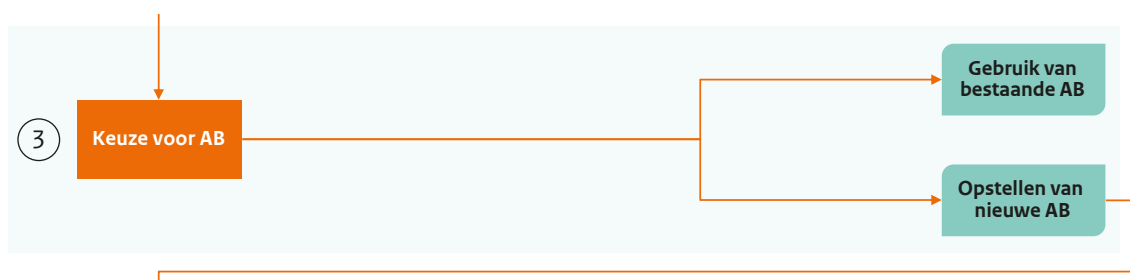 3
Keuze voor AB
Gebruik van
bestaande AB
Opstellen van
nieuwe AB